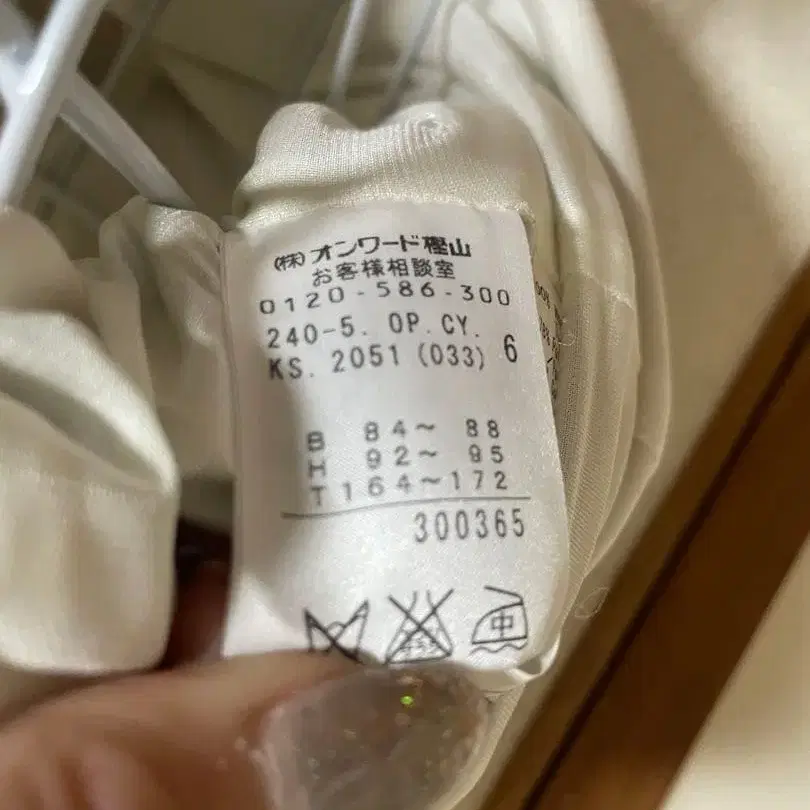 (株)オンワード樫山
お客様相談室
0120-586-300
240-5. OP. CY.
KS. 2051 (033) 6
B 84~ 88
H 92~ 95
T 164~172
300365
中